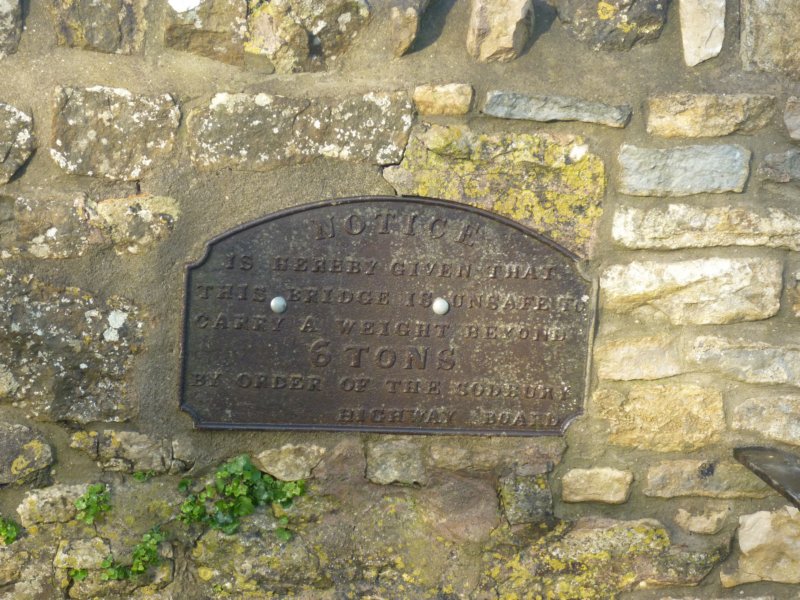 NOTICE
IS HEREBY GIVEN THAT
THIS BRIDGE IS UNSAFE TO
CARRY A WEIGHT BEYOND
6 TONS
BY ORDER OF THE SODBURY
HIGHWAY BOARD